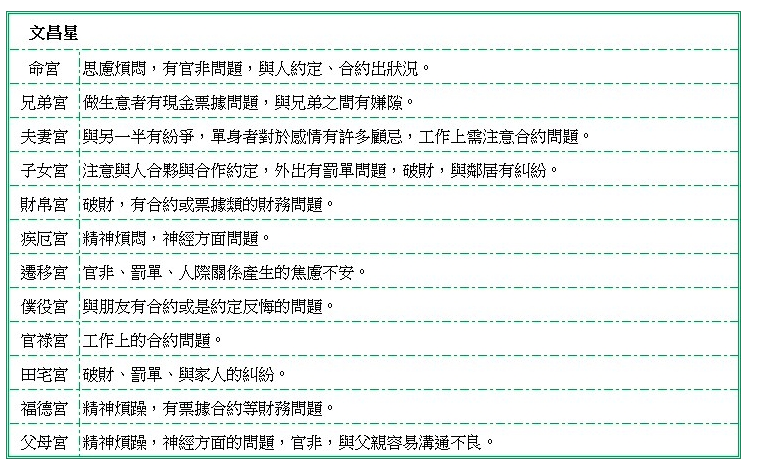 文昌星
命宮 思慮煩悶，有官非問題，與人約定、合約出狀況。
兄弟宮 做生意者有現金票據問題，與兄弟之間有嫌隙。
夫妻宮 與另一半有紛爭，單身者對於感情有許多顧忌，工作上需注意合約問題。
子女宮 注意與人合夥與合作約定，外出有罰單問題，破財，與鄰居有糾紛。
財帛宮 破財，有合約或票據類的財務問題。
疾厄宮 精神煩悶，神經方面問題。
遷移宮 官非、罰單、人際關係產生的焦慮不安。
僕役宮 與朋友有合約或是約定反悔的問題。
官祿宮 工作上的合約問題。
田宅宮 破財、罰單、與家人的糾紛。
福德宮 精神煩躁，有票據合約等財務問題。
父母宮 精神煩躁，神經方面的問題，官非，與父親容易溝通不良。